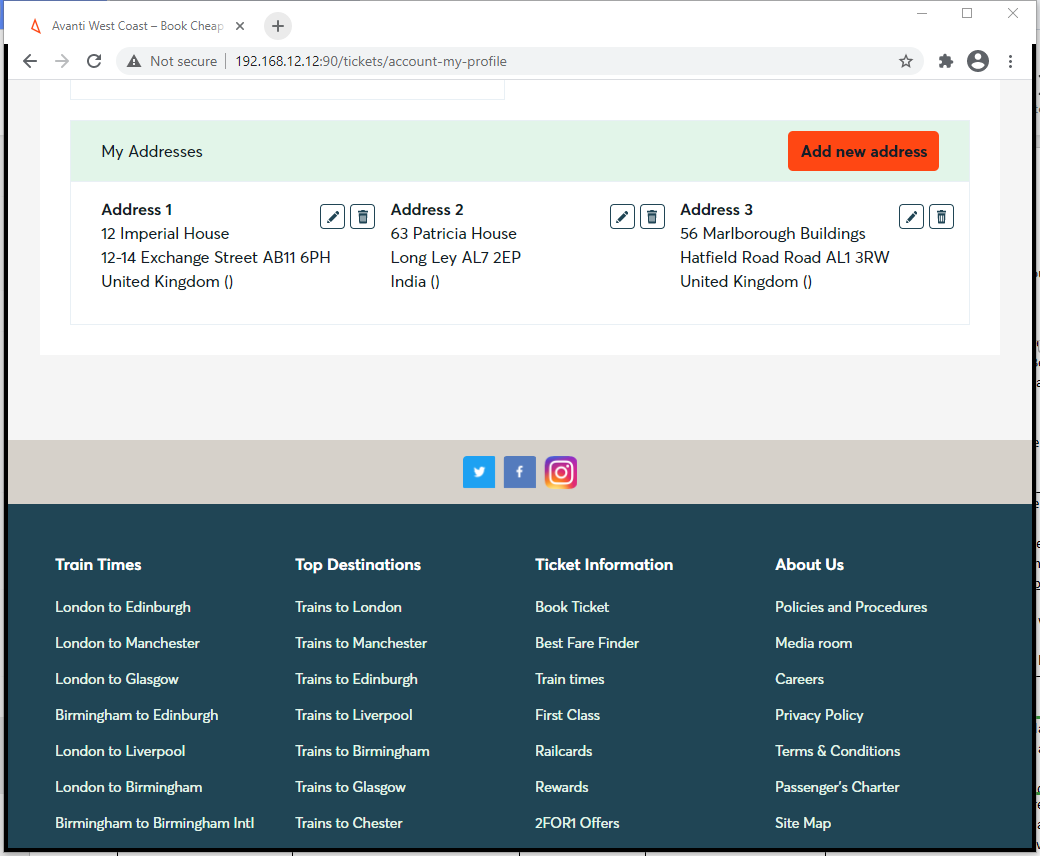 Avanti West Coast – Book Cheap
Not secure | 192.168.12.12:90/tickets/account-my-profile
My Addresses
Add new address
Address 1
12 Imperial House
12-14 Exchange Street AB11 6PH
United Kingdom ()
Address 2
63 Patricia House
Long Ley AL7 2EP
India ()
Address 3
56 Marlborough Buildings
Hatfield Road Road AL1 3RW
United Kingdom ()
Train Times
London to Edinburgh
London to Manchester
London to Glasgow
Birmingham to Edinburgh
London to Liverpool
London to Birmingham
Birmingham to Birmingham Intl
Top Destinations
Trains to London
Trains to Manchester
Trains to Edinburgh
Trains to Liverpool
Trains to Birmingham
Trains to Glasgow
Trains to Chester
Ticket Information
Book Ticket
Best Fare Finder
Train times
First Class
Railcards
Rewards
2FOR1 Offers
About Us
Policies and Procedures
Media room
Careers
Privacy Policy
Terms & Conditions
Passenger's Charter
Site Map